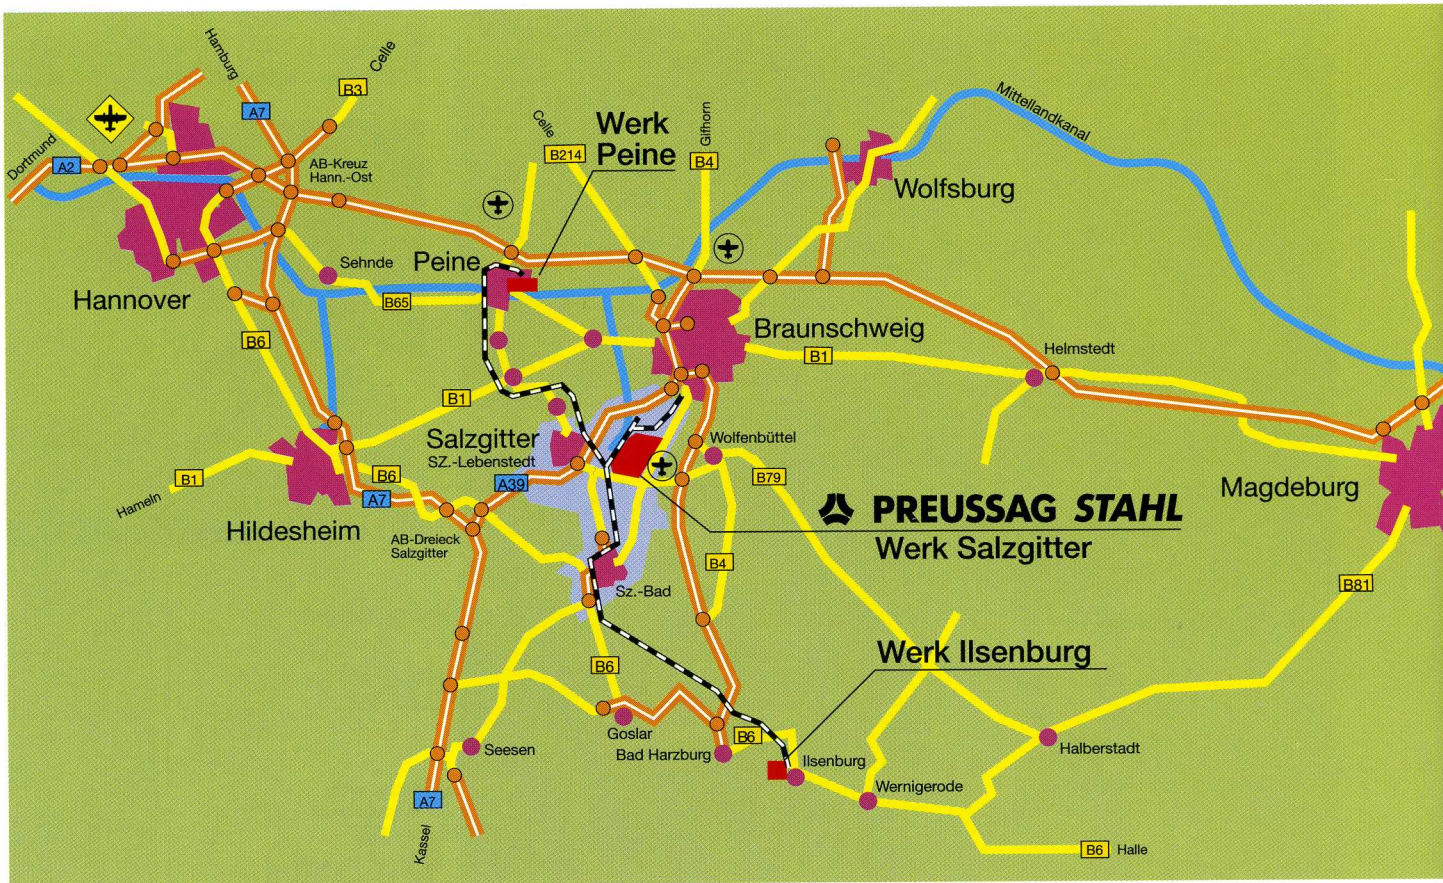 Hamburg
Celle
B3
A7
Dortmund
A2
AB-Kreuz
Hann.-Ost
Celle
B214
Werk
Peine
Gifhorn
B4
Mittellandkanal
Wolfsburg
Sehnde
Peine
Hannover
B65
B6
Braunschweig
B1
Helmstedt
B1
Salzgitter
SZ.-Lebenstedt
Wolfenbüttel
B1
B6
A39
B79
Magdeburg
Hameln
A7
Hildesheim
AB-Dreieck
Salzgitter
PREUSSAG STAHL
Werk Salzgitter
B4
Sz.-Bad
B81
B6
Werk Ilsenburg
Goslar
B6
Seesen
Bad Harzburg
Ilsenburg
Halberstadt
Wernigerode
A7
Kassel
B6 Halle